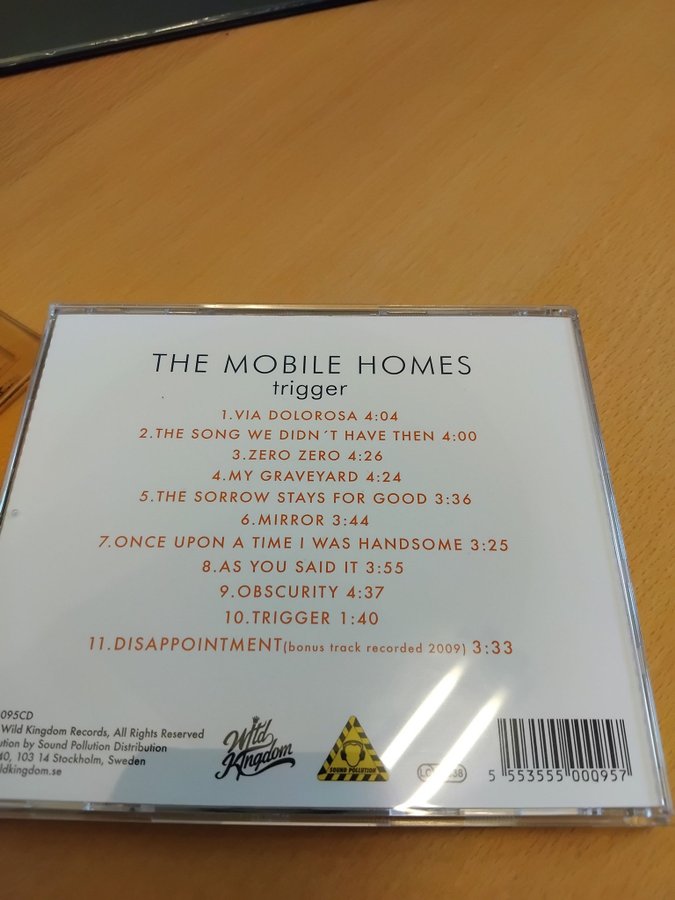 THE MOBILE HOMES
trigger
1.VIA DOLOROSA 4:04
2.THE SONG WE DIDN´T HAVE THEN 4:00
3.ZERO ZERO 4:26
4.MY GRAVEYARD 4:24
5.THE SORROW STAYS FOR GOOD 3:36
6.MIRROR 3:44
7.ONCE UPON A TIME I WAS HANDSOME 3:25
8.AS YOU SAID IT 3:55
9.OBSCURITY 4:37
10.TRIGGER 1:40
11.DISAPPOINTMENT(bonus track recorded 2009) 3:33
095CD
Wild Kingdom Records, All Rights Reserved
ution by Sound Pollution Distribution
40, 103 14 Stockholm, Sweden
ldkingdom.se
Wild Kingdom
SOUND POLLUTION
5 553555 000957